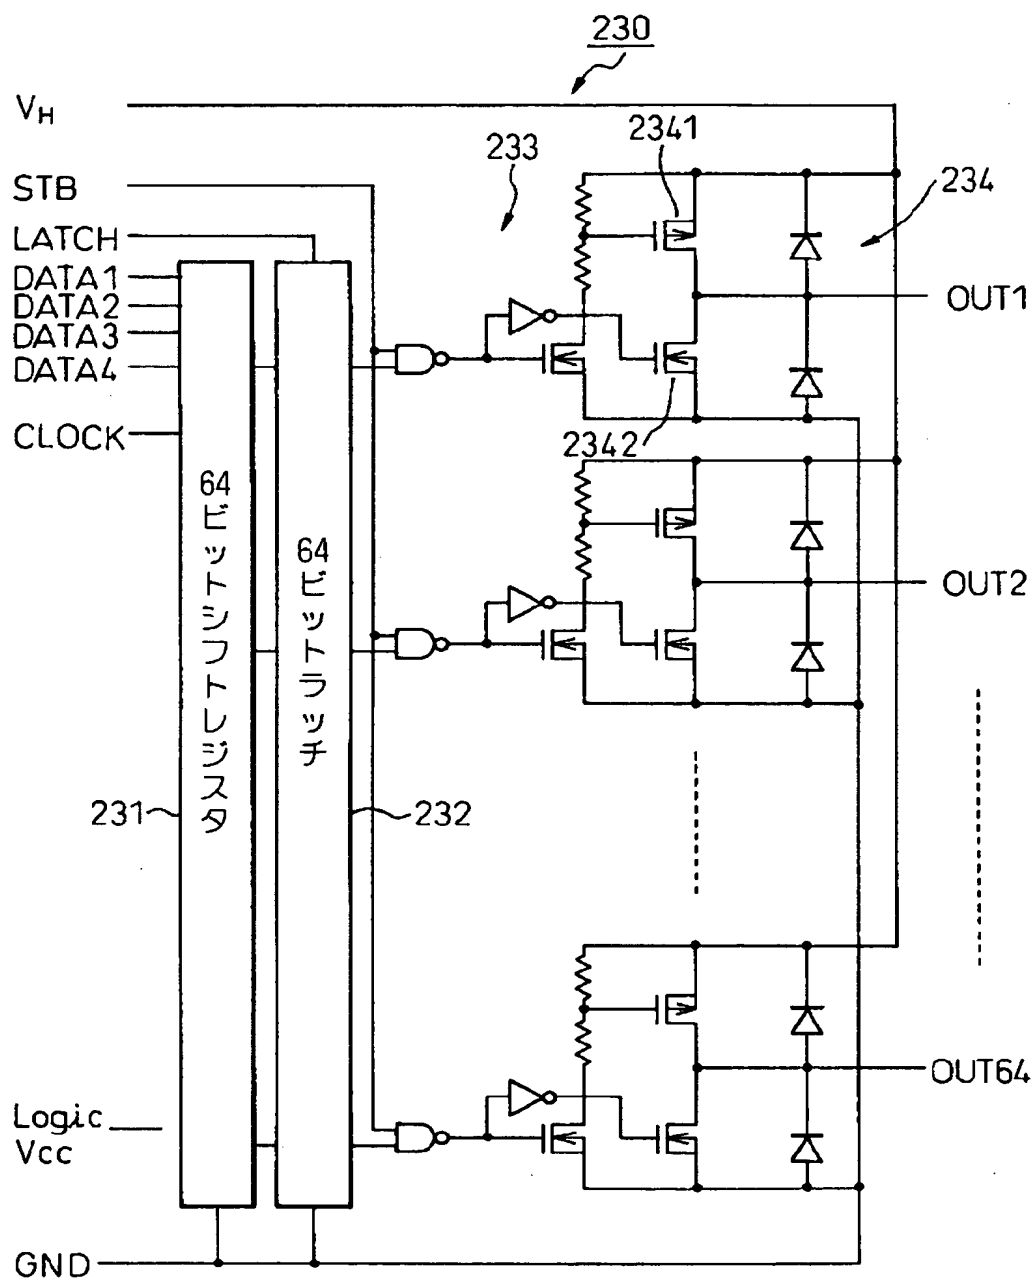 230
VH
2341
233
STB
234
LATCH
DATA1
DATA2
DATA3
DATA4
OUT1
CLOCK
2342
64ビットシフトレジスタ
64ビットラッチ
OUT2
231
232
OUT64
Logic
Vcc
GND